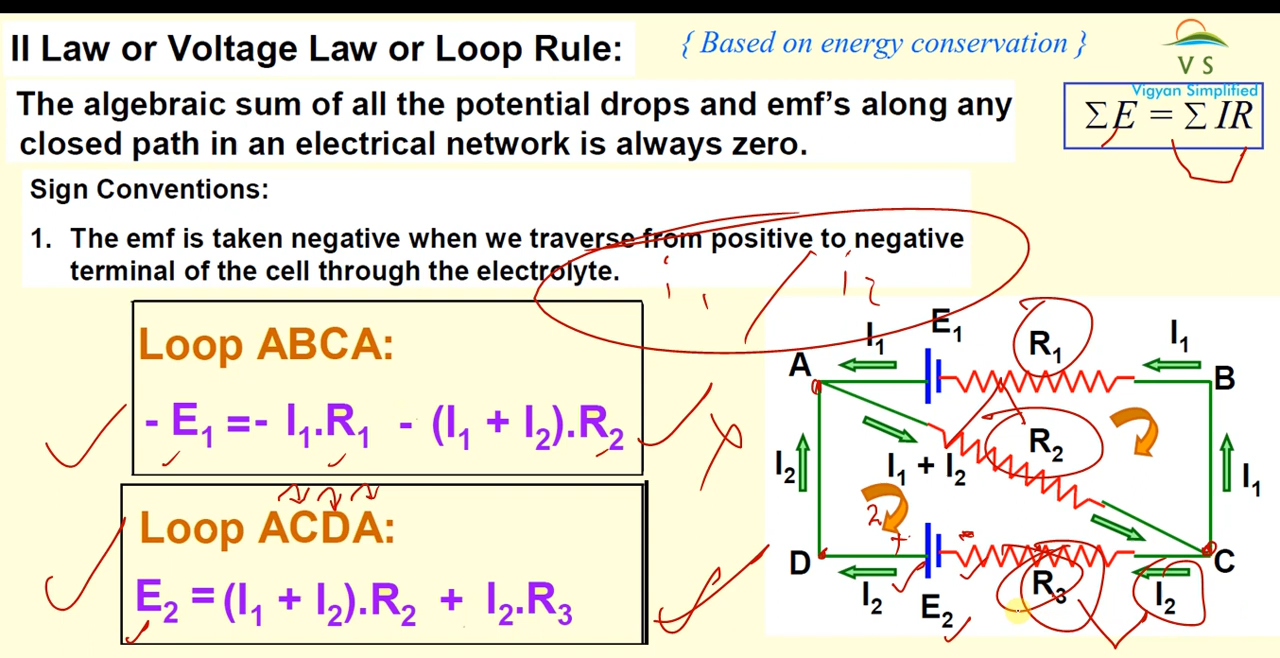 II Law or Voltage Law or Loop Rule:
{ Based on energy conservation }
V S
Vigyan Simplified
The algebraic sum of all the potential drops and emf's along any
closed path in an electrical network is always zero.
∑E = ∑ IR
Sign Conventions:
1. The emf is taken negative when we traverse from positive to negative
terminal of the cell through the electrolyte.
i₁ / i₂
Loop ABCA:
- E₁ =- I₁.R₁ - (I₁ + I₂).R₂
Loop ACDA:
E₂ = (I₁ + I₂).R₂ + I₂.R₃
I₁ E₁ R₁ I₁
A B
R₂
I₂ I₁ + I₂ I₁
2
+ -
D C
I₂ E₂ R₃ I₂